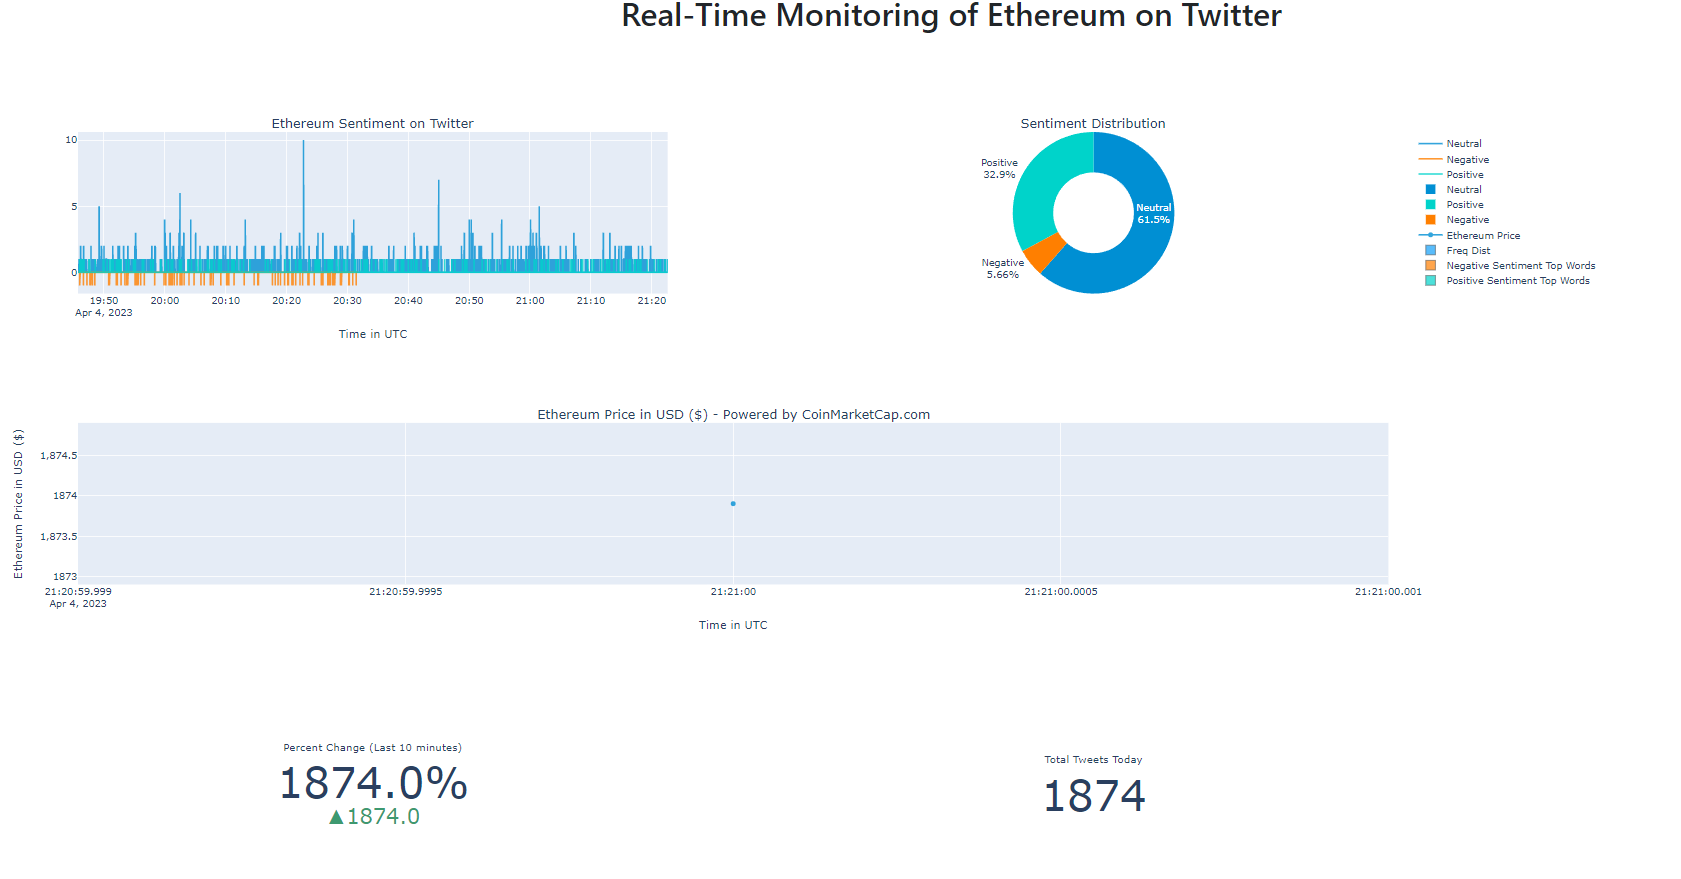 Real-Time Monitoring of Ethereum on Twitter
Ethereum Sentiment on Twitter
10
5
0
19:50
20:00
20:10
20:20
20:30
20:40
20:50
21:00
21:10
21:20
Apr 4, 2023
Time in UTC
Sentiment Distribution
Positive
32.9%
Neutral
61.5%
Negative
5.66%
Neutral
Negative
Positive
Neutral
Positive
Negative
Ethereum Price
Freq Dist
Negative Sentiment Top Words
Positive Sentiment Top Words
Ethereum Price in USD ($) - Powered by CoinMarketCap.com
Ethereum Price in USD ($)
1,874.5
1874
1,873.5
1873
21:20:59.999
21:20:59.9995
21:21:00
21:21:00.0005
21:21:00.001
Apr 4, 2023
Time in UTC
Percent Change (Last 10 minutes)
1874.0%
▲1874.0
Total Tweets Today
1874